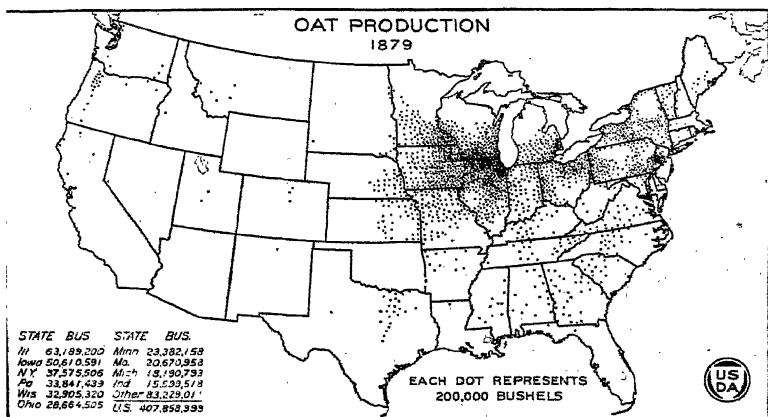 OAT PRODUCTION
1879
STATE BUS STATE BUS.
Ill 63,189,200 Minn 23,382,158
Iowa 50,610,591 Mo. 20,670,958
N.Y. 37,575,506 Mich 18,190,793
Pa 33,841,439 Ind 15,599,518
Wis 32,905,320 Other 83,229,011
Ohio 28,664,505 U.S. 407,858,999
EACH DOT REPRESENTS
200,000 BUSHELS
US
DA